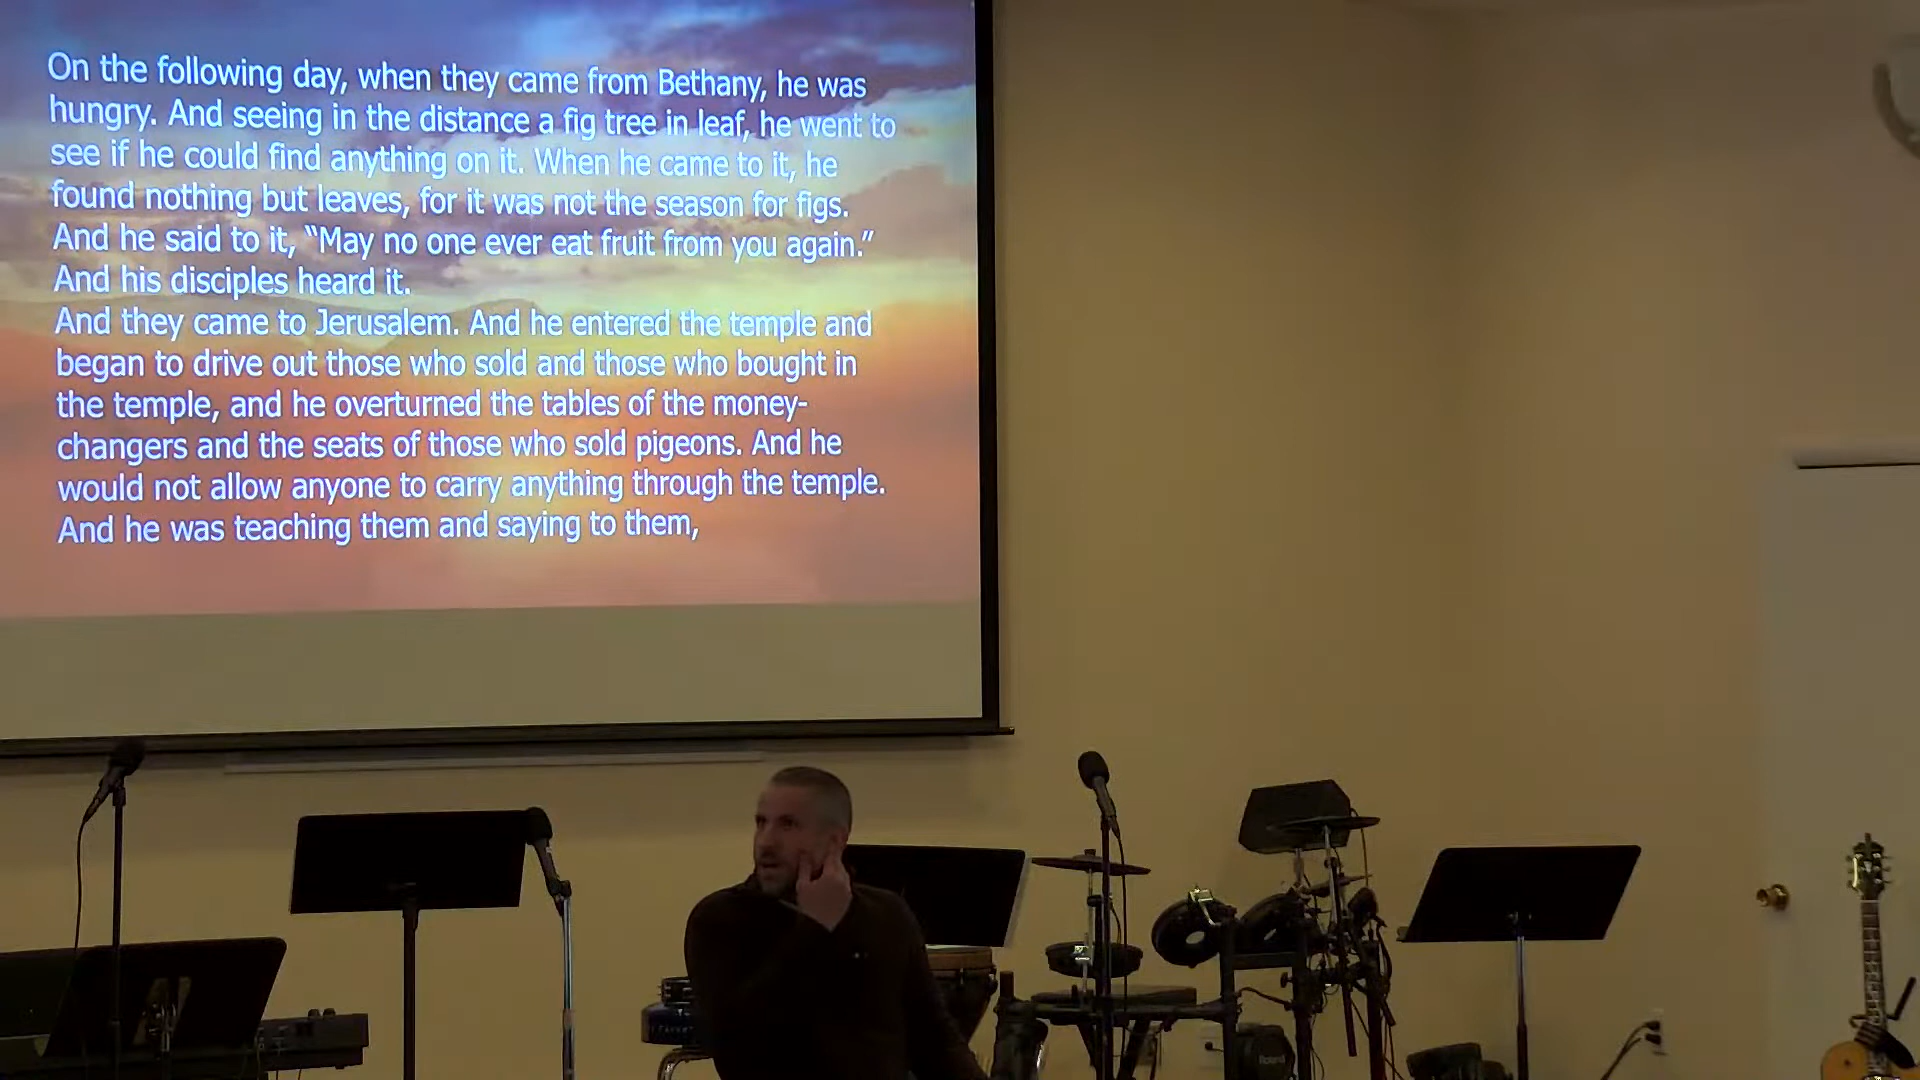 On the following day, when they came from Bethany, he was
hungry. And seeing in the distance a fig tree in leaf, he went to
see if he could find anything on it. When he came to it, he
found nothing but leaves, for it was not the season for figs.
And he said to it, “May no one ever eat fruit from you again.”
And his disciples heard it.
And they came to Jerusalem. And he entered the temple and
began to drive out those who sold and those who bought in
the temple, and he overturned the tables of the money-
changers and the seats of those who sold pigeons. And he
would not allow anyone to carry anything through the temple.
And he was teaching them and saying to them,
Roland